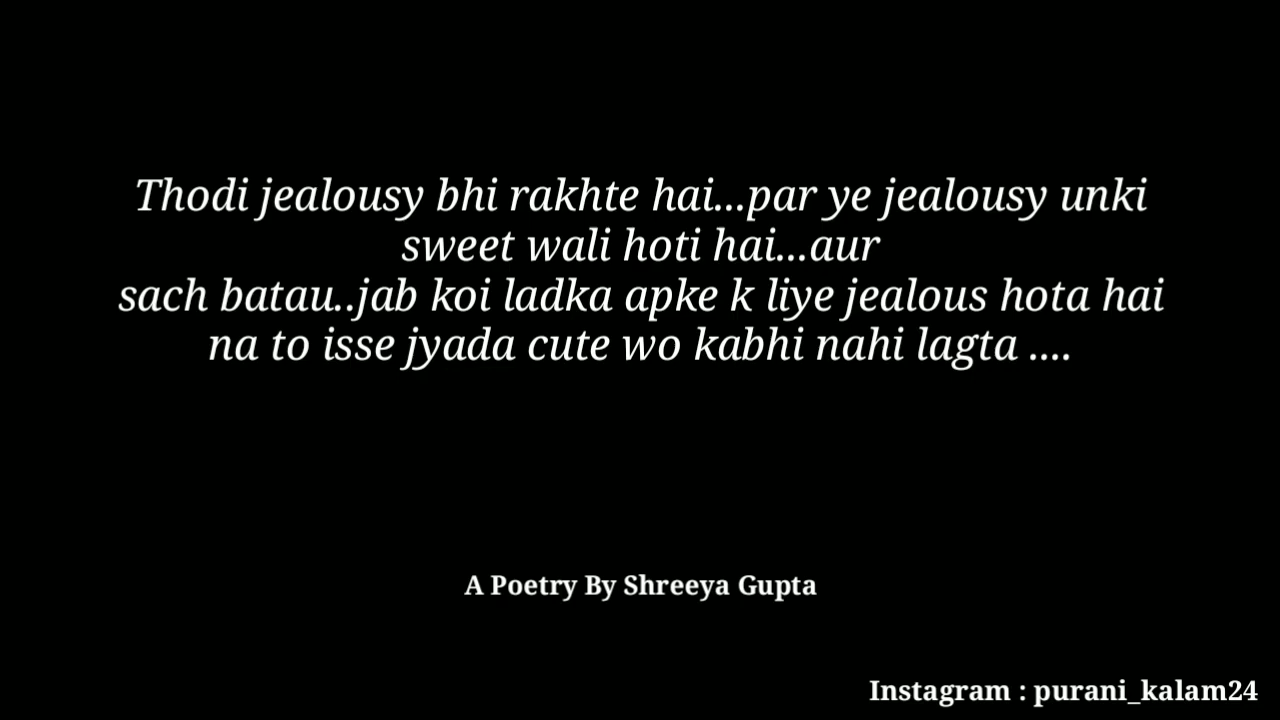 Thodi jealousy bhi rakhte hai...par ye jealousy unki
sweet wali hoti hai...aur
sach batau..jab koi ladka apke k liye jealous hota hai
na to isse jyada cute wo kabhi nahi lagta ....
A Poetry By Shreeya Gupta
Instagram : purani_kalam24